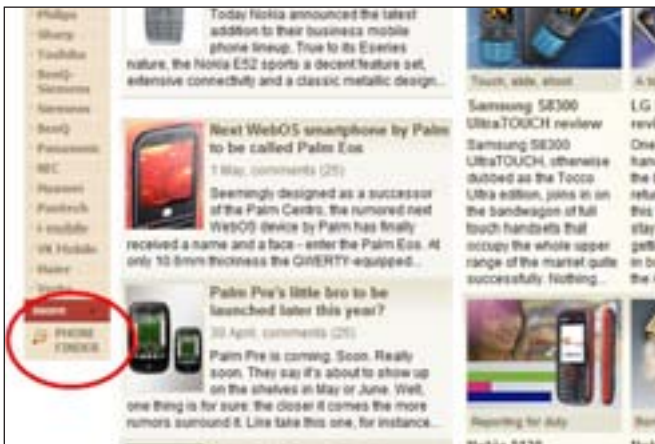 Philips
Sharp
Toshiba
BenQ-
Siemens
Siemens
BenQ
Panasonic
NEC
Huawei
Pantech
i-mobile
VK Mobile
Haier
more
PHONE
FINDER
Today Nokia announced the latest
addition to their business mobile
phone lineup. True to its Eseries
nature, the Nokia E52 sports a decent feature set,
extensive connectivity and a classic metallic design...
Next WebOS smartphone by Palm
to be called Palm Eos
1 May, comments (25)
Seemingly designed as a successor
of the Palm Centro, the rumored next
WebOS device by Palm has finally
received a name and a face - enter the Palm Eos. At
only 10.6mm thickness the QWERTY-equipped...
Palm Pre's little bro to be
launched later this year?
30 April, comments (25)
Palm Pre is coming. Soon. Really
soon. They say it's about to show up
on the shelves in May or June. Well,
one thing is for sure: the closer it comes the more
rumors surround it. Like take this one, for instance...
Touch, slide, shoot
Samsung S8300
UltraTOUCH review
Samsung S8300
UltraTOUCH, otherwise
dubbed as the Tocco
Ultra edition, joins in on
the bandwagon of full
touch handsets that
occupy the whole upper
range of the market quite
successfully. Nothing...
Reporting for duty
LG
One
the
this
stay
in
the